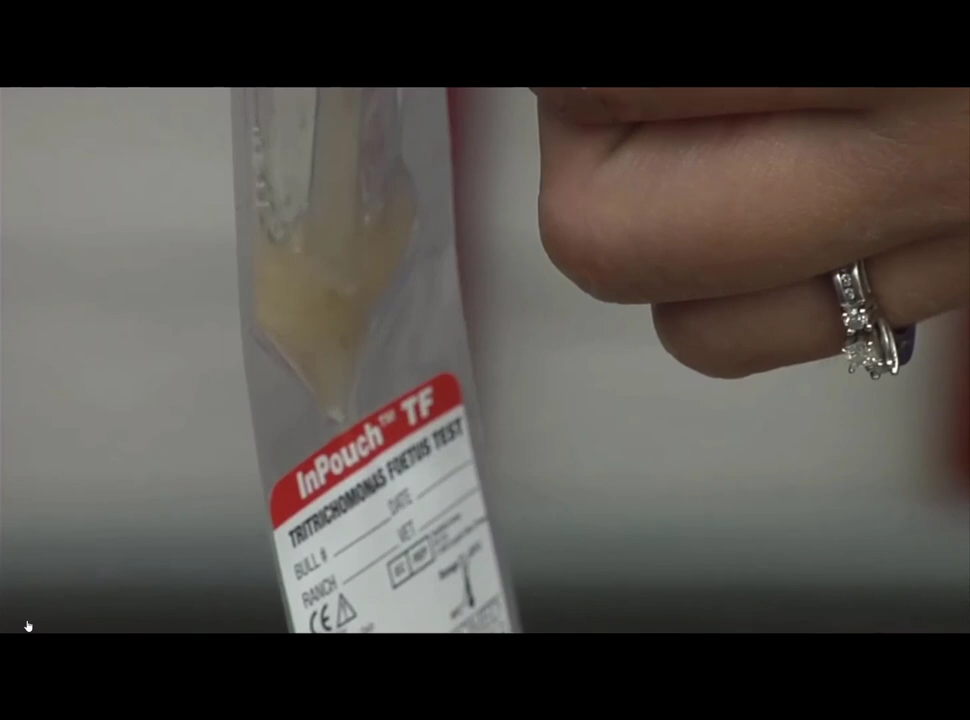 InPouch™ TF
TRITRICHOMONAS FOETUS TEST
DATE
BULL #
VET
RANCH
CE